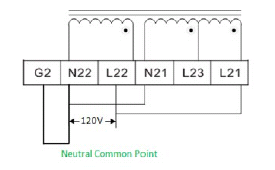 G2 N22 L22 N21 L23 L21
120V
Neutral Common Point